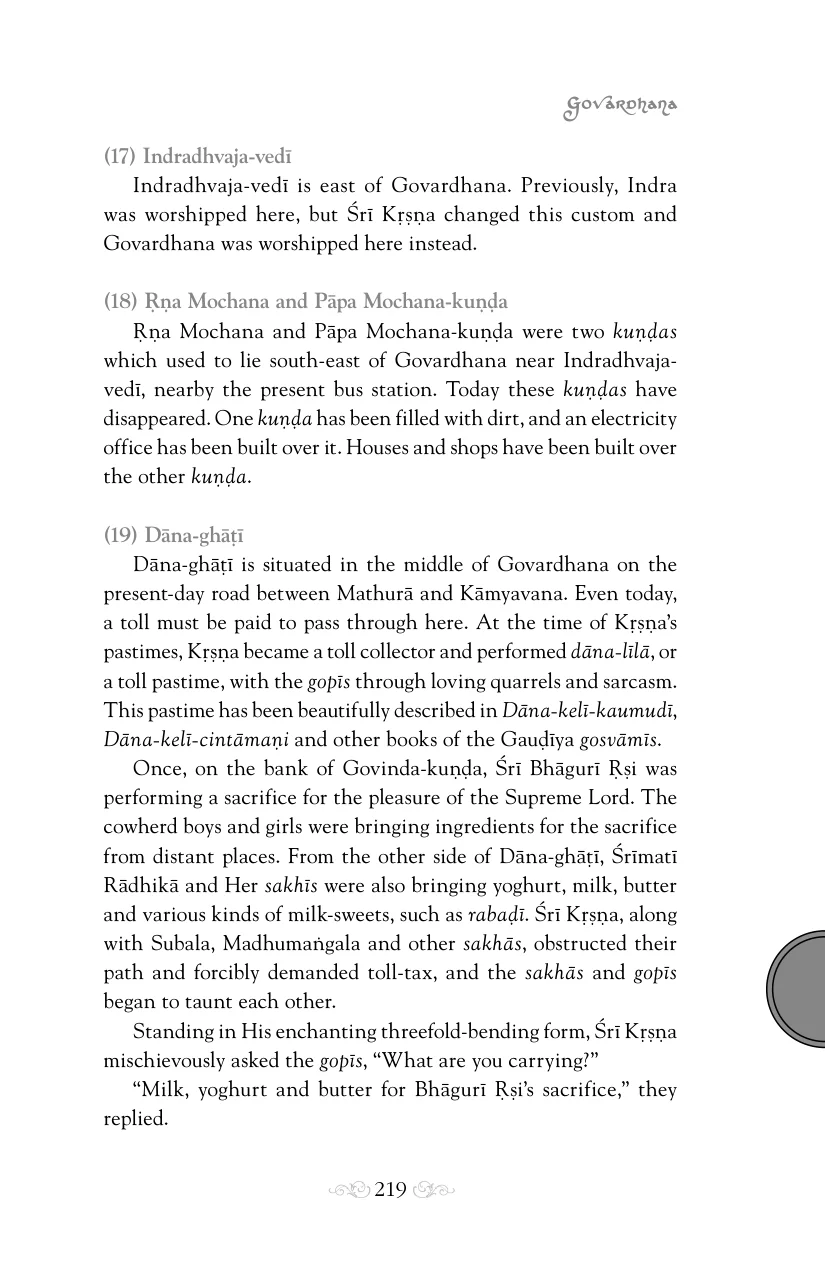 Govardhana
(17) Indradhvaja-vedī
Indradhvaja-vedī is east of Govardhana. Previously, Indra
was worshipped here, but Śrī Kṛṣṇa changed this custom and
Govardhana was worshipped here instead.
(18) Ṛṇa Mochana and Pāpa Mochana-kuṇḍa
Ṛṇa Mochana and Pāpa Mochana-kuṇḍa were two kuṇḍas
which used to lie south-east of Govardhana near Indradhvaja-
vedī, nearby the present bus station. Today these kuṇḍas have
disappeared. One kuṇḍa has been filled with dirt, and an electricity
office has been built over it. Houses and shops have been built over
the other kuṇḍa.
(19) Dāna-ghāṭī
Dāna-ghāṭī is situated in the middle of Govardhana on the
present-day road between Mathurā and Kāmyavana. Even today,
a toll must be paid to pass through here. At the time of Kṛṣṇa’s
pastimes, Kṛṣṇa became a toll collector and performed dāna-līlā, or
a toll pastime, with the gopīs through loving quarrels and sarcasm.
This pastime has been beautifully described in Dāna-kelī-kaumudī,
Dāna-kelī-cintāmaṇi and other books of the Gauḍīya gosvāmīs.
Once, on the bank of Govinda-kuṇḍa, Śrī Bhāgurī Ṛṣi was
performing a sacrifice for the pleasure of the Supreme Lord. The
cowherd boys and girls were bringing ingredients for the sacrifice
from distant places. From the other side of Dāna-ghāṭī, Śrīmatī
Rādhikā and Her sakhīs were also bringing yoghurt, milk, butter
and various kinds of milk-sweets, such as rabaḍī. Śrī Kṛṣṇa, along
with Subala, Madhumaṅgala and other sakhās, obstructed their
path and forcibly demanded toll-tax, and the sakhās and gopīs
began to taunt each other.
Standing in His enchanting threefold-bending form, Śrī Kṛṣṇa
mischievously asked the gopīs, “What are you carrying?”
“Milk, yoghurt and butter for Bhāgurī Ṛṣi’s sacrifice,” they
replied.
219